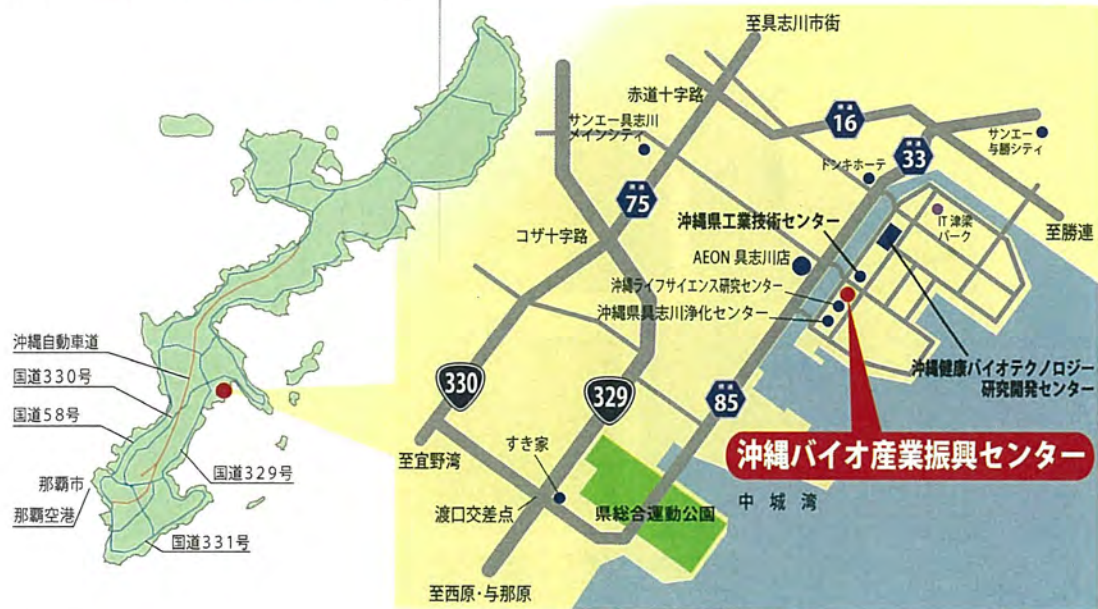 沖縄自動車道
国道330号
国道58号
国道329号
那覇市
那覇空港
国道331号
至具志川市街
赤道十字路
サンエー具志川
メインシティ
県道
16
県道
33
サンエー
与勝シティ
ドンキホーテ
県道
75
IT津梁
パーク
沖縄県工業技術センター
至勝連
コザ十字路
AEON 具志川店
沖縄ライフサイエンス研究センター
沖縄県具志川浄化センター
沖縄健康バイオテクノロジー
研究開発センター
330
329
県道
85
沖縄バイオ産業振興センター
すき家
至宜野湾
中城湾
渡口交差点
県総合運動公園
至西原・与那原